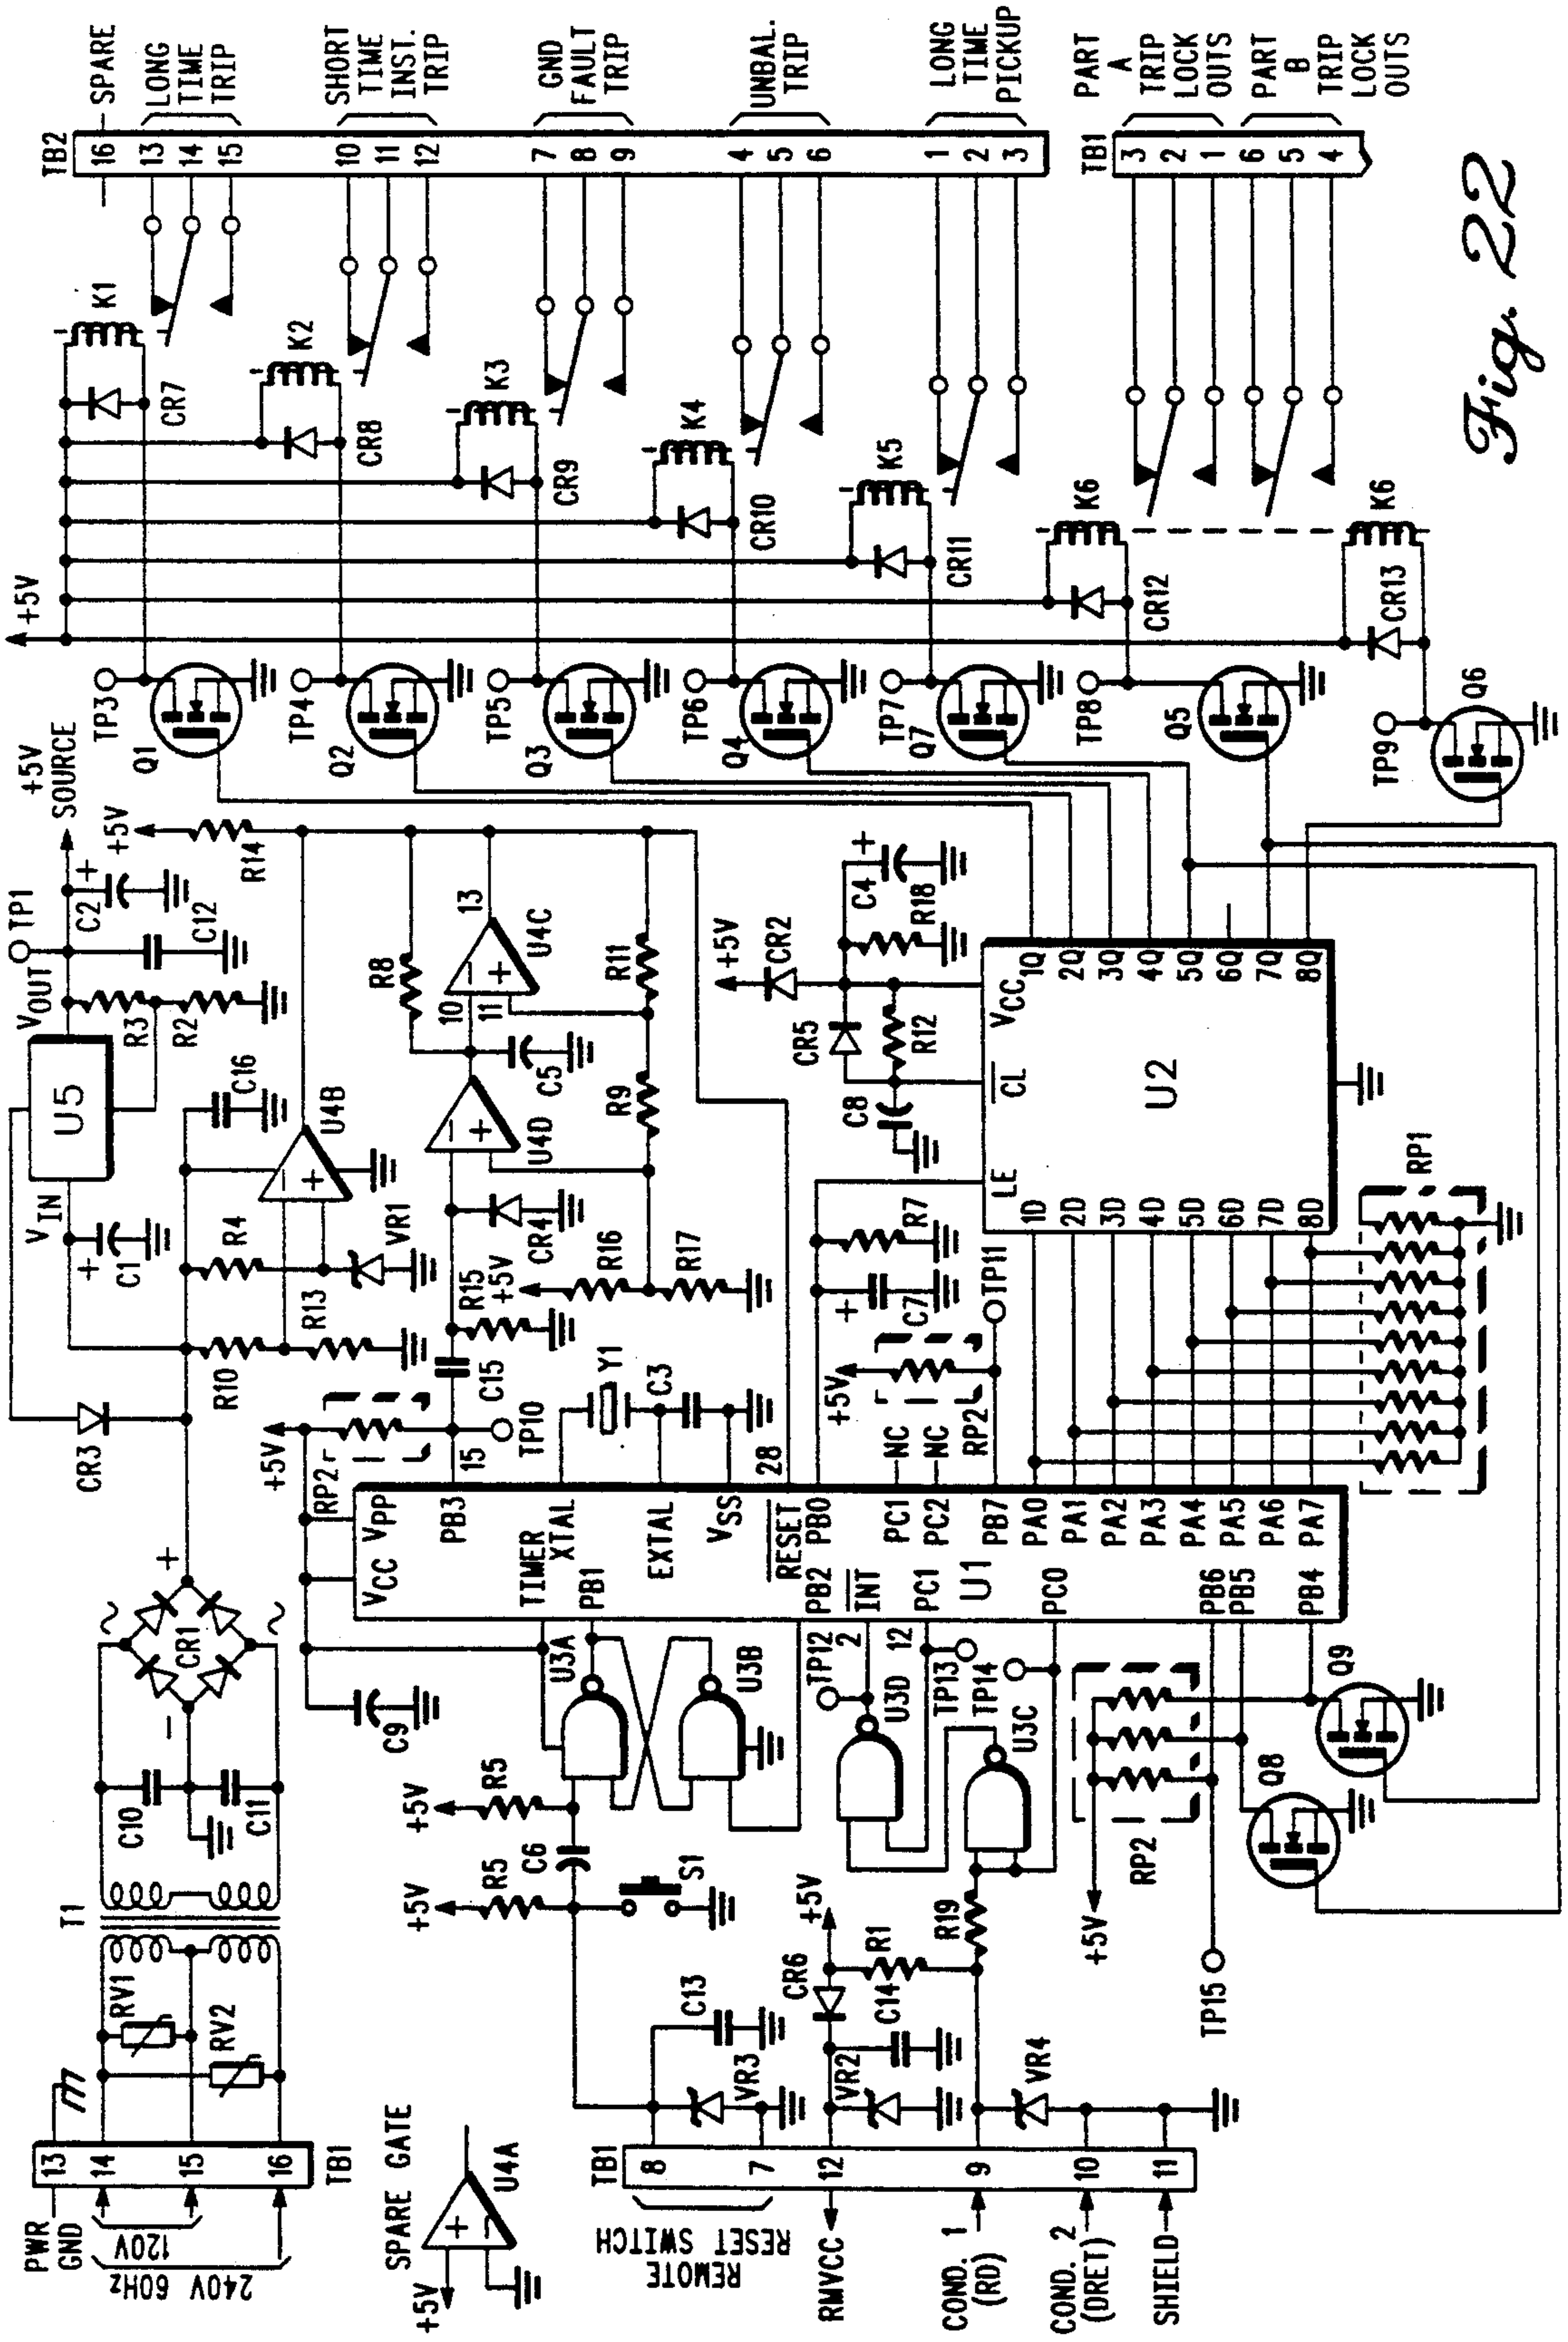 PWR
GND
120V
240V 60Hz
13
14
15
16
TB1
RV1
RV2
T1
C10
C11
CR1
−
+
~
~
CR3
VIN
U5
VOUT
TP1
+5V
SOURCE
C1
+
R3
R2
C2
+
C12
+5V
R14
R10
R13
R4
VR1
U4B
−
+
C16
SPARE GATE
+5V
+
−
U4A
REMOTE
RESET SWITCH
TB1
8
7
12
9
10
11
RMVCC
COND. 1
(RD)
COND. 2
(DRET)
SHIELD
VR3
C13
VR2
C14
CR6
+5V
R1
VR4
R19
+5V
R5
C6
S1
+5V
R5
C9
U3A
U3B
TP12
2
U3D
12
TP13
TP14
U3C
TP15
+5V
RP2
Q8
Q9
VCC
VPP
TIMER
XTAL
PB3
PB1
EXTAL
VSS
RESET
PB2
PB0
INT
PC1
PC1
PC2
PB7
U1
PC0
PA0
PA1
PA2
PA3
PA4
PA5
PA6
PA7
PB6
PB5
PB4
+5V
RP2
15
TP10
C15
R15
CR4
Y1
C3
28
+5V
R16
R17
U4D
−
+
C5
R8
10
11
13
−
+
U4C
R9
R11
+5V
RP2
NC
NC
TP11
C7
+
R7
C8
CR5
R12
+5V
CR2
C4
+
R18
LE
CL
VCC
U2
1D
2D
3D
4D
5D
6D
7D
8D
1Q
2Q
3Q
4Q
5Q
6Q
7Q
8Q
RP1
+5V
TP3
Q1
TP4
Q2
TP5
Q3
TP6
Q4
TP7
Q7
TP8
Q5
TP9
Q6
CR7
K1
CR8
K2
CR9
K3
CR10
K4
CR11
K5
CR12
K6
CR13
K6
TB2
16
SPARE
13
14
15
LONG
TIME
TRIP
10
11
12
SHORT
TIME
INST.
TRIP
7
8
9
GND
FAULT
TRIP
4
5
6
UNBAL.
TRIP
1
2
3
LONG
TIME
PICKUP
TB1
3
2
1
6
5
4
PART
A
TRIP
LOCK
OUTS
PART
B
TRIP
LOCK
OUTS
Fig. 22